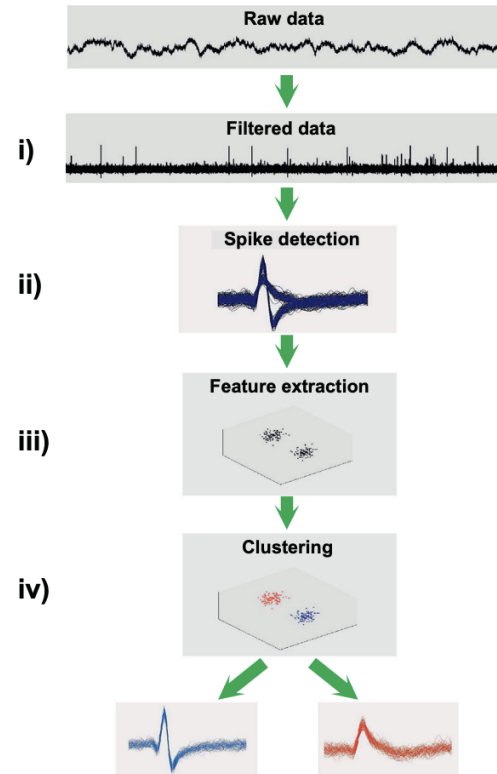 Raw data
i)
Filtered data
ii)
Spike detection
iii)
Feature extraction
iv)
Clustering